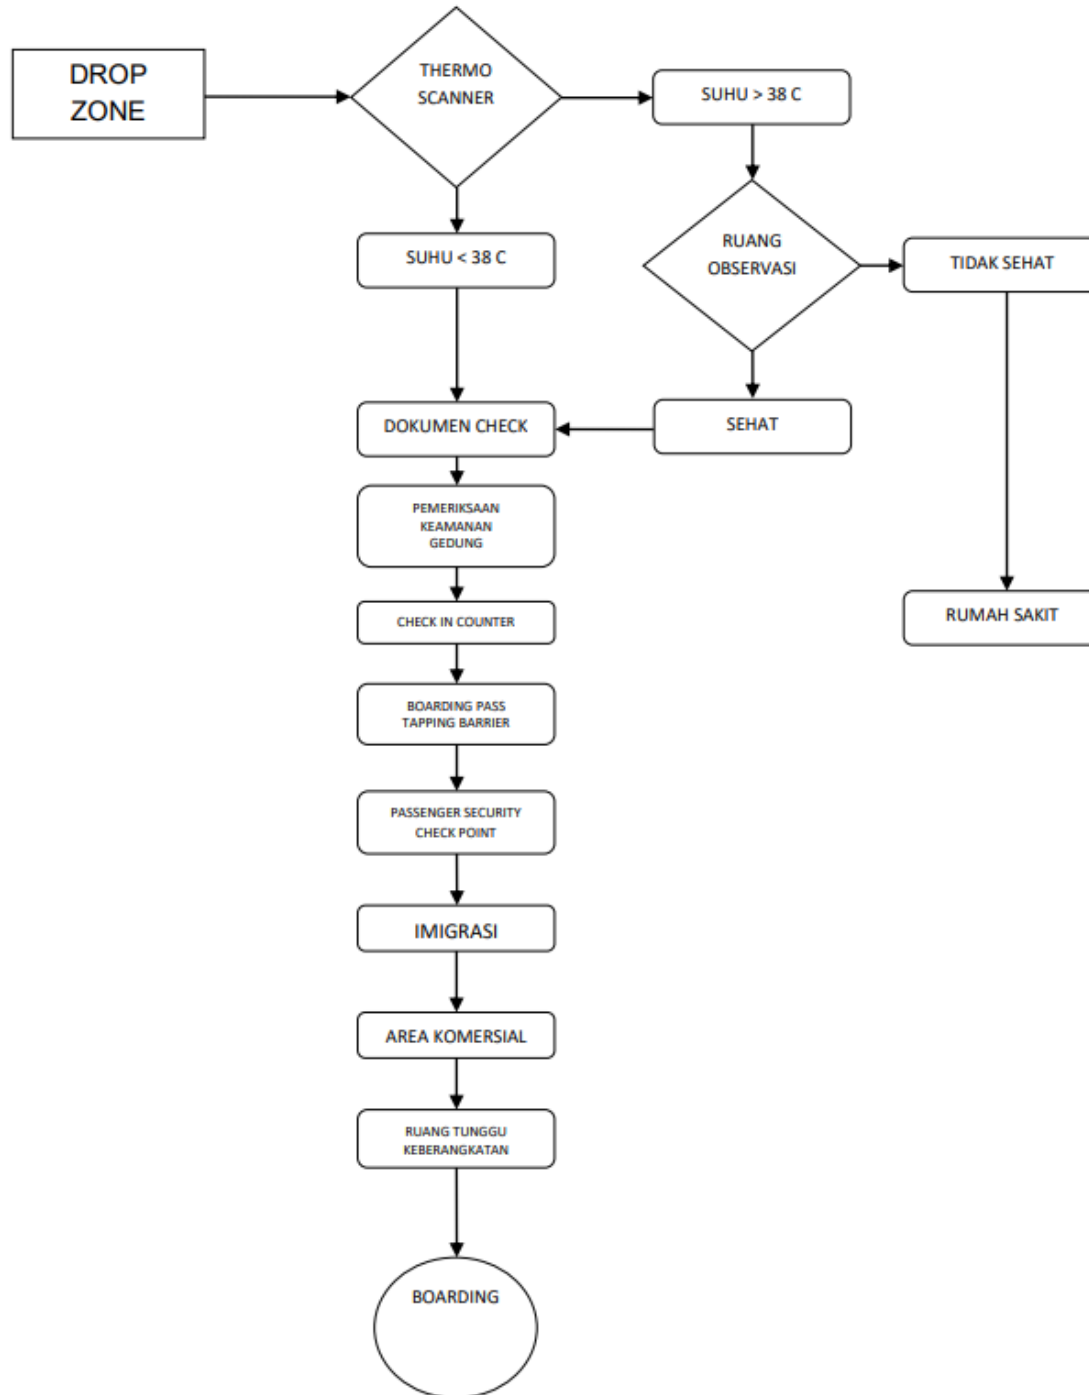 DROP
ZONE
THERMO
SCANNER
SUHU > 38 C
SUHU < 38 C
RUANG
OBSERVASI
TIDAK SEHAT
DOKUMEN CHECK
SEHAT
PEMERIKSAAN
KEAMANAN
GEDUNG
CHECK IN COUNTER
RUMAH SAKIT
BOARDING PASS
TAPPING BARRIER
PASSENGER SECURITY
CHECK POINT
IMIGRASI
AREA KOMERSIAL
RUANG TUNGGU
KEBERANGKATAN
BOARDING